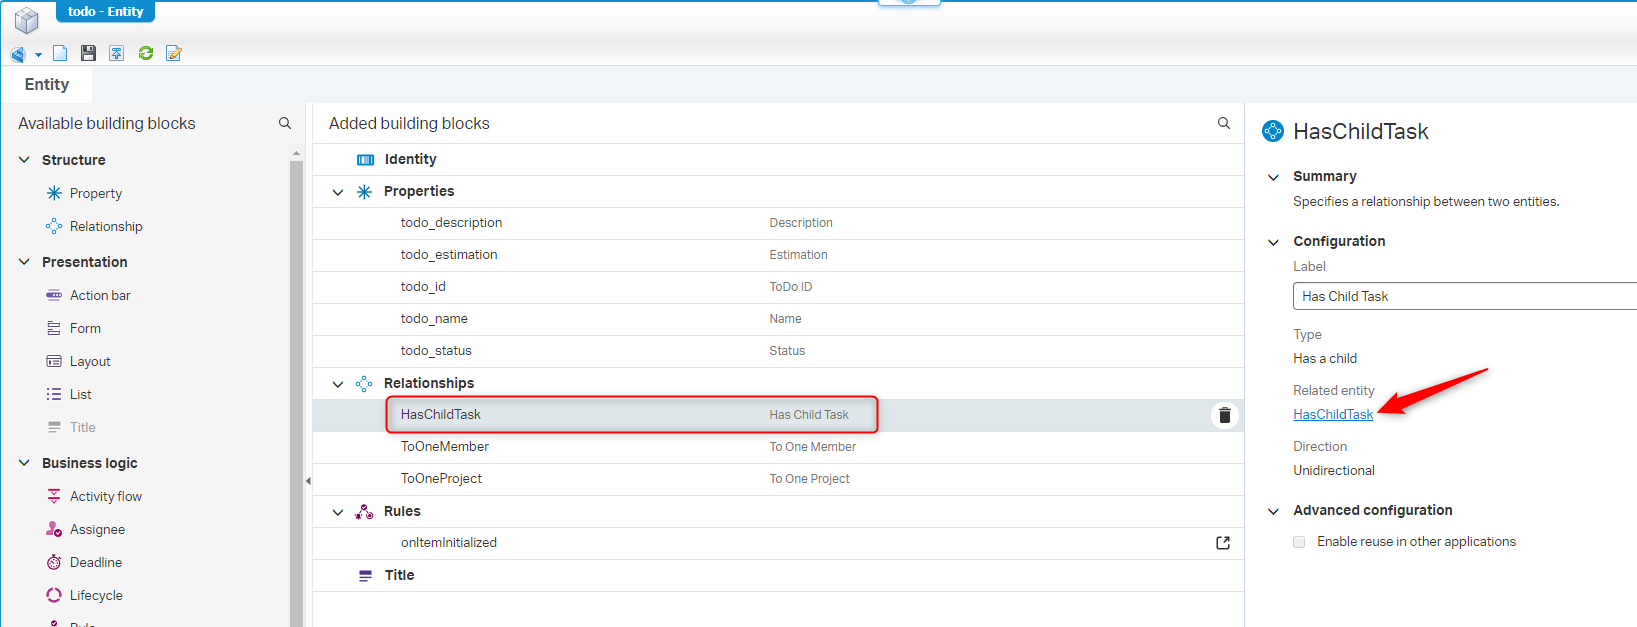 todo - Entity
Entity
Available building blocks
Structure
Property
Relationship
Presentation
Action bar
Form
Layout
List
Title
Business logic
Activity flow
Assignee
Deadline
Lifecycle
Added building blocks
Identity
Properties
todo_description Description
todo_estimation Estimation
todo_id ToDo ID
todo_name Name
todo_status Status
Relationships
HasChildTask Has Child Task
ToOneMember To One Member
ToOneProject To One Project
Rules
onItemInitialized
Title
HasChildTask
Summary
Specifies a relationship between two entities.
Configuration
Label
Has Child Task
Type
Has a child
Related entity
HasChildTask
Direction
Unidirectional
Advanced configuration
Enable reuse in other applications